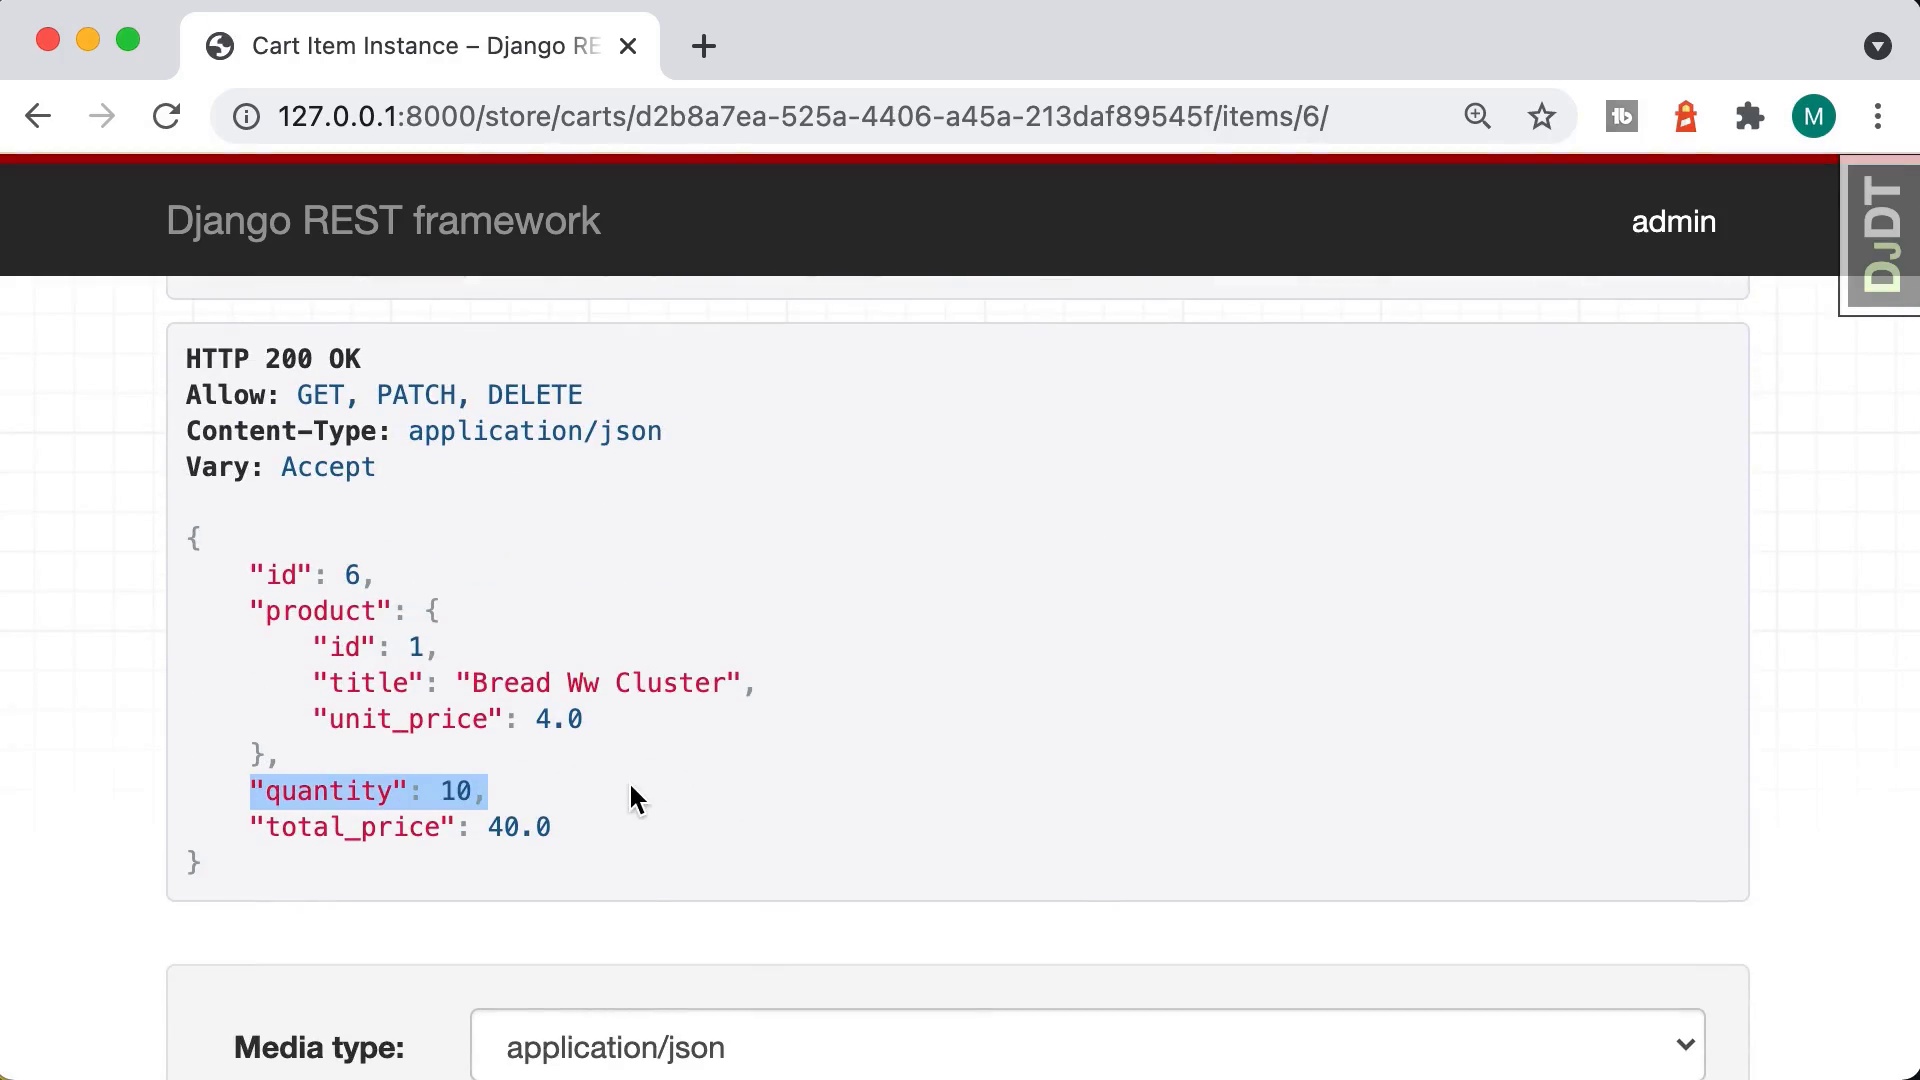 Cart Item Instance – Django RE
127.0.0.1:8000/store/carts/d2b8a7ea-525a-4406-a45a-213daf89545f/items/6/
tb
M
Django REST framework
admin
DJDT
HTTP 200 OK
Allow: GET, PATCH, DELETE
Content-Type: application/json
Vary: Accept
{
    "id": 6,
    "product": {
        "id": 1,
        "title": "Bread Ww Cluster",
        "unit_price": 4.0
    },
    "quantity": 10,
    "total_price": 40.0
}
Media type:
application/json